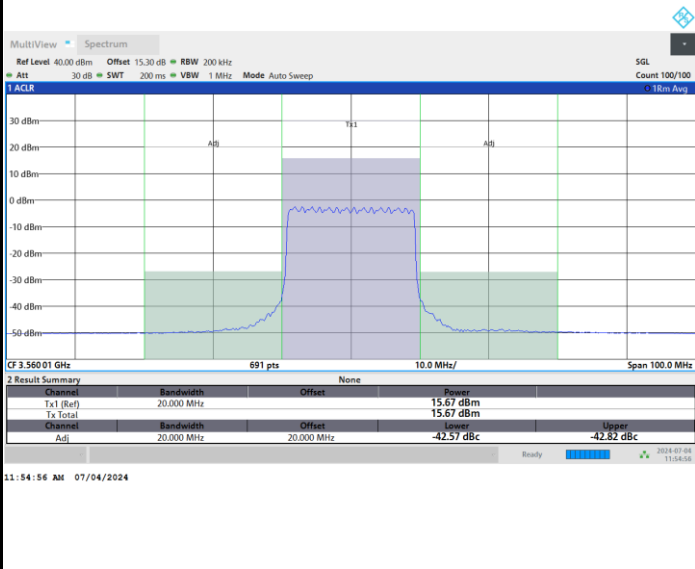 MultiView Spectrum
Ref Level 40.00 dBm Offset 15.30 dB RBW 200 kHz SGL
Att 30 dB SWT 200 ms VBW 1 MHz Mode Auto Sweep Count 100/100
1 ACLR 1Rm Avg
Tx1
Adj Adj
30 dBm
20 dBm
10 dBm
0 dBm
-10 dBm
-20 dBm
-30 dBm
-40 dBm
-50 dBm
CF 3.560 01 GHz 691 pts 10.0 MHz/ Span 100.0 MHz
2 Result Summary None
Channel Bandwidth Offset Power
Tx1 (Ref) 20.000 MHz 15.67 dBm
Tx Total 15.67 dBm
Channel Bandwidth Offset Lower Upper
Adj 20.000 MHz 20.000 MHz -42.57 dBc -42.82 dBc
Ready 2024-07-04
11:54:58
11:54:56 AM 07/04/2024